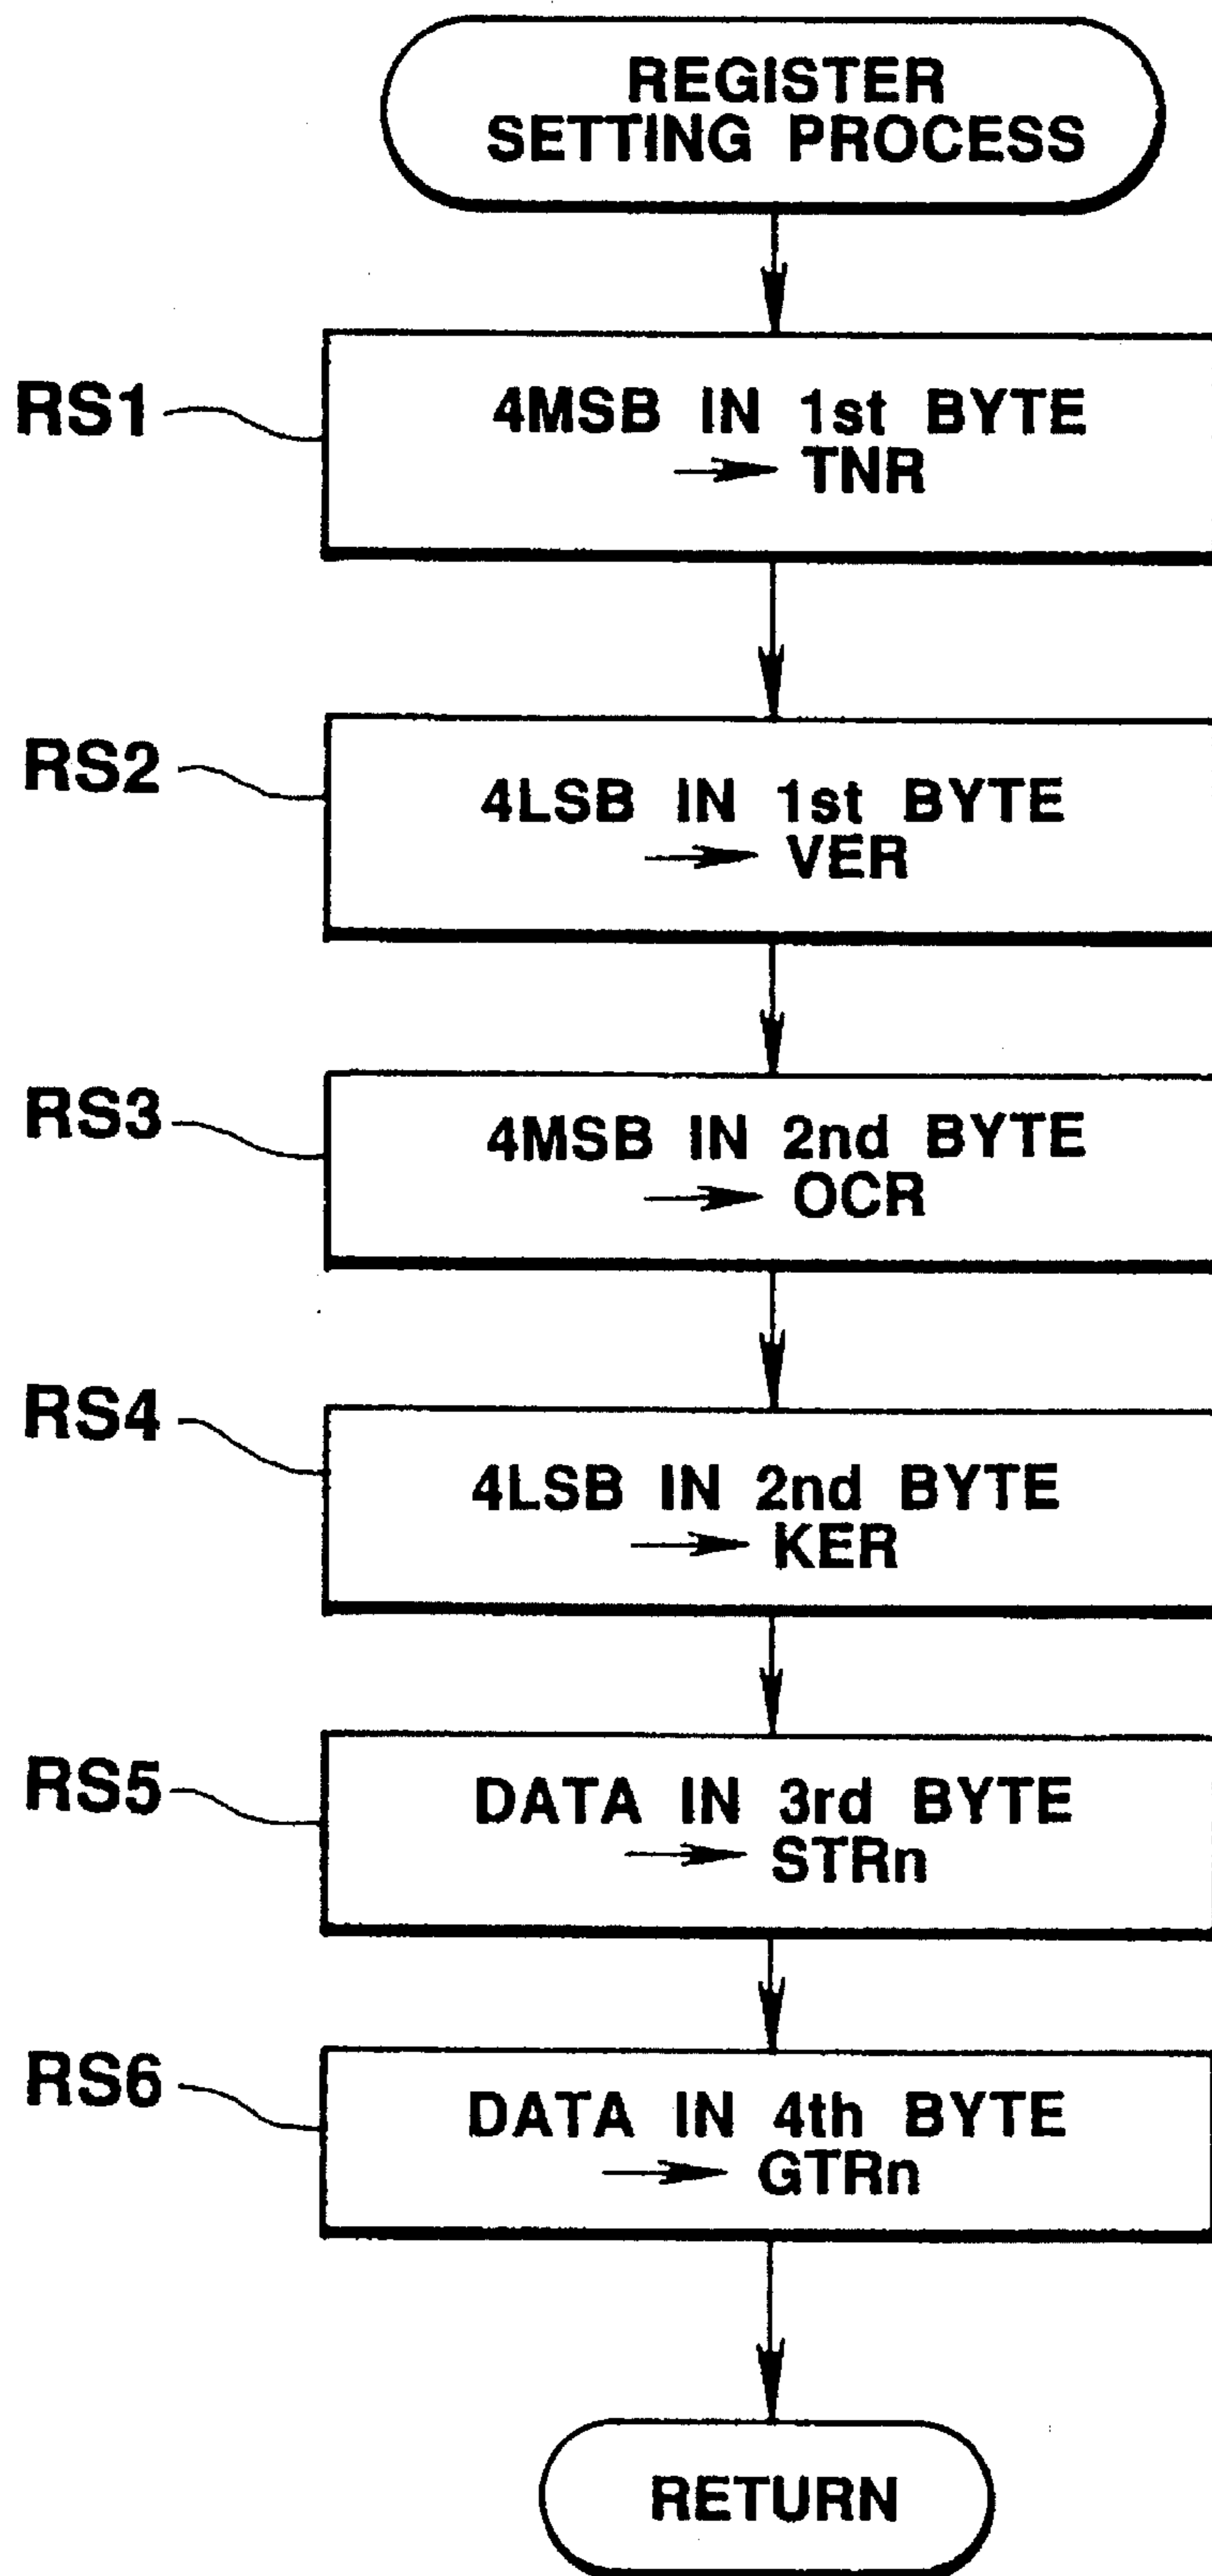 REGISTER
SETTING PROCESS
RS1
4MSB IN 1st BYTE
→ TNR
RS2
4LSB IN 1st BYTE
→ VER
RS3
4MSB IN 2nd BYTE
→ OCR
RS4
4LSB IN 2nd BYTE
→ KER
RS5
DATA IN 3rd BYTE
→ STRn
RS6
DATA IN 4th BYTE
→ GTRn
RETURN